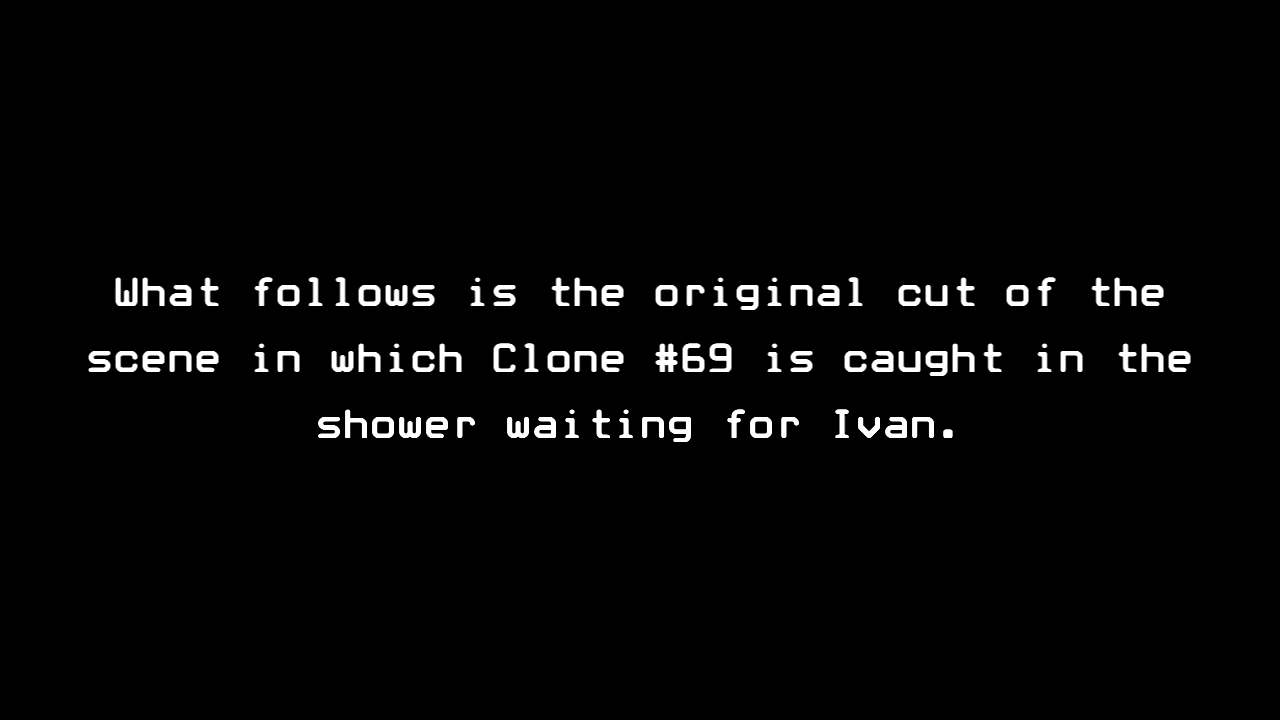 What follows is the original cut of the
scene in which Clone #69 is caught in the
shower waiting for Ivan.